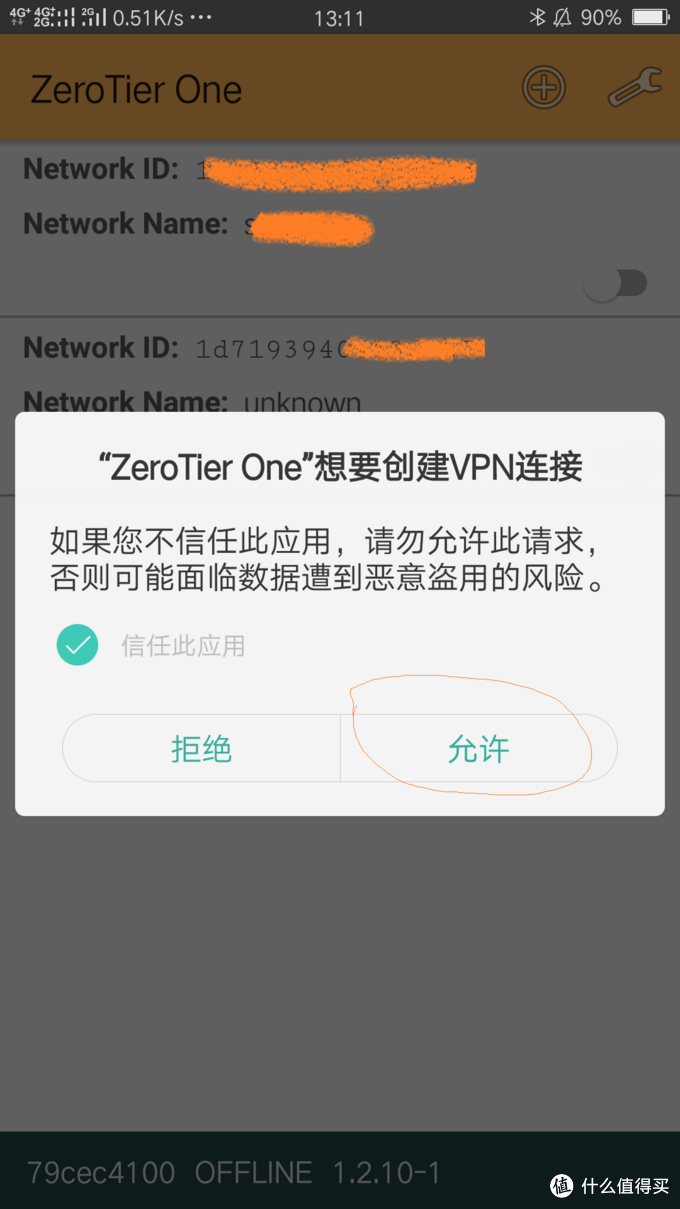 4G+ 4G+ 2G 2G 0.51K/s ··· 13:11 90%
ZeroTier One
Network ID: 1
Network Name: s
Network ID: 1d719394
Network Name: unknown
“ZeroTier One”想要创建VPN连接
如果您不信任此应用，请勿允许此请求，
否则可能面临数据遭到恶意盗用的风险。
信任此应用
拒绝 允许
79cec4100 OFFLINE 1.2.10-1
值 什么值得买